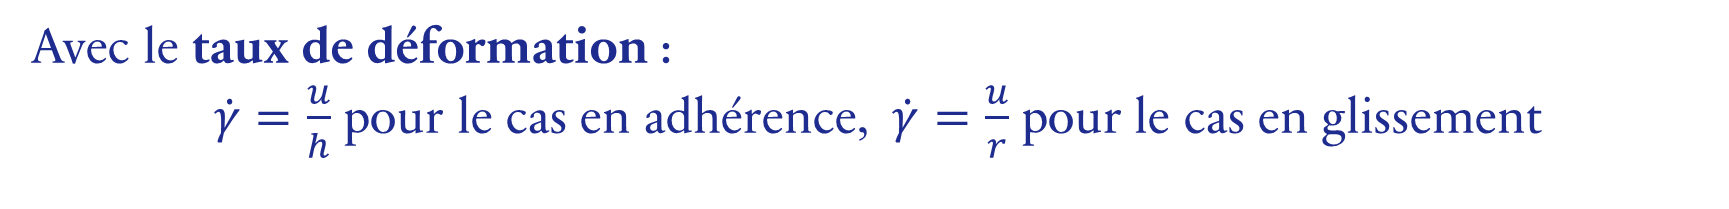 Avec le taux de déformation :
γ̇ = u/h pour le cas en adhérence, γ̇ = u/r pour le cas en glissement